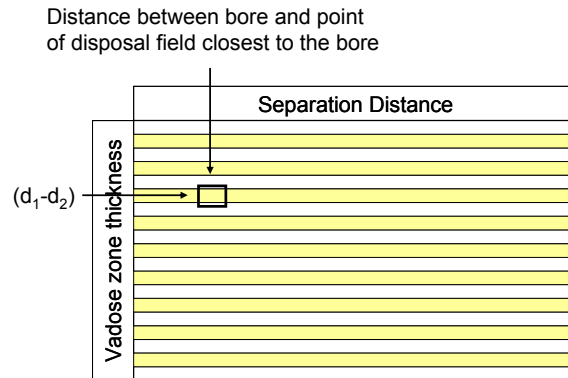 Distance between bore and point
of disposal field closest to the bore
Separation Distance
Vadose zone thickness
(d₁-d₂)